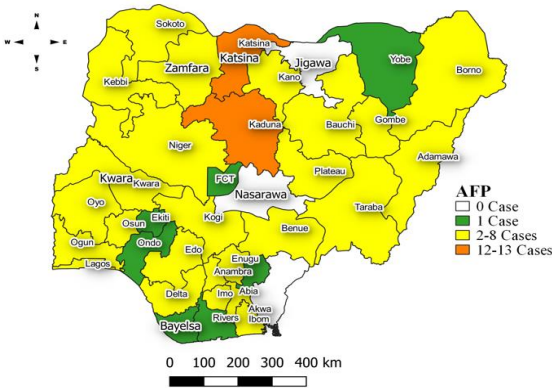 N
W E
S
Sokoto
Katsina
Katsina
Jigawa
Yobe
Zamfara
Kebbi
Kano
Borno
Kaduna
Bauchi
Gombe
Niger
Adamawa
FCT
Plateau
Kwara
Kwara
Nasarawa
Oyo
Taraba
Osun
Ekiti
Kogi
Benue
Ogun
Ondo
Edo
Lagos
Enugu
Anambra
Delta
Imo
Abia
Bayelsa
Rivers
Akwa
Ibom
AFP
0 Case
1 Case
2-8 Cases
12-13 Cases
0 100 200 300 400 km